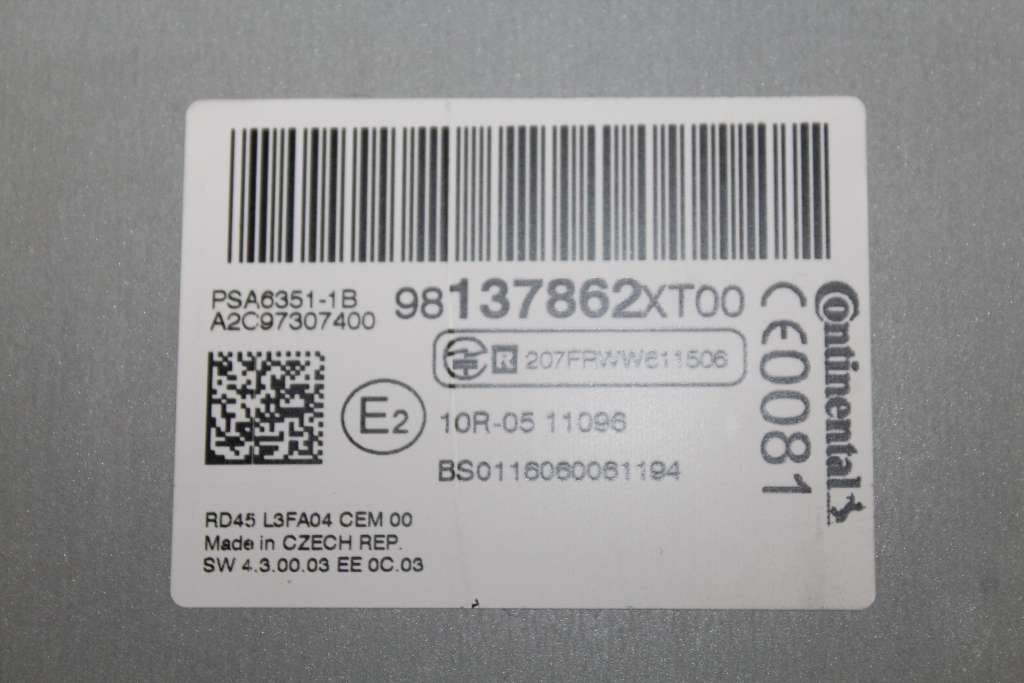 PSA6351-1B
A2C97307400
98137862XT00
R 207FRWW611506
E2
10R-05 11096
BS0116060061194
RD45 L3FA04 CEM 00
Made in CZECH REP.
SW 4.3.00.03 EE 0C.03
CE0081
Continental